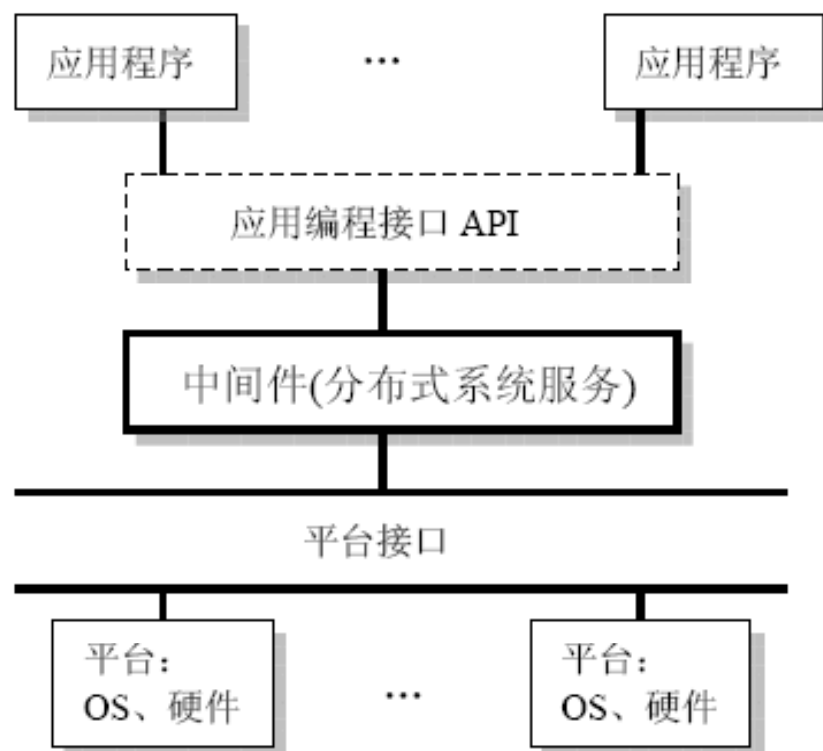 应用程序 … 应用程序
应用编程接口 API
中间件(分布式系统服务)
平台接口
平台： … 平台：
OS、硬件 OS、硬件